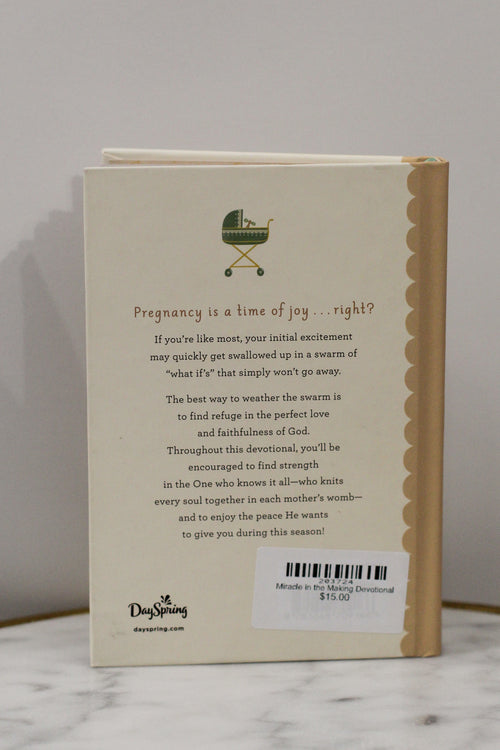 Pregnancy is a time of joy . . . right?
If you're like most, your initial excitement
may quickly get swallowed up in a swarm of
“what if's” that simply won't go away.
The best way to weather the swarm is
to find refuge in the perfect love
and faithfulness of God.
Throughout this devotional, you'll be
encouraged to find strength
in the One who knows it all—who knits
every soul together in each mother's womb—
and to enjoy the peace He wants
to give you during this season!
203724
Miracle in the Making Devotional
$15.00
DaySpring
dayspring.com